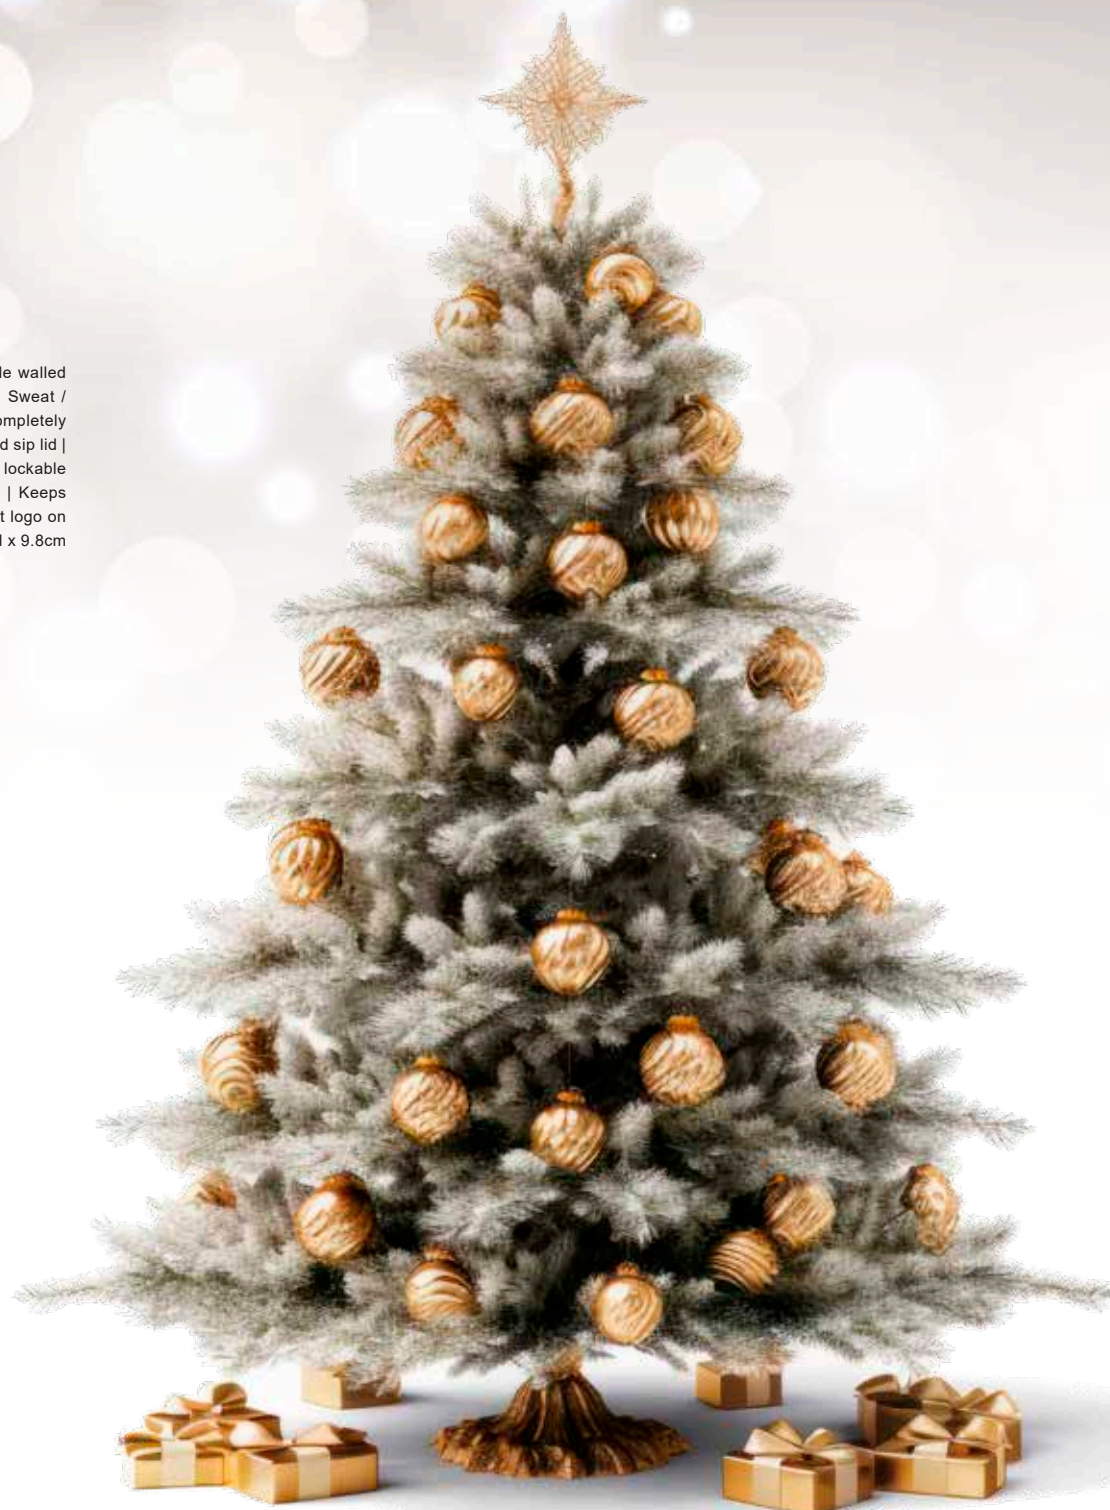 le walled
Sweat /
ompletely
d sip lid |
lockable
| Keeps
t logo on
l x 9.8cm